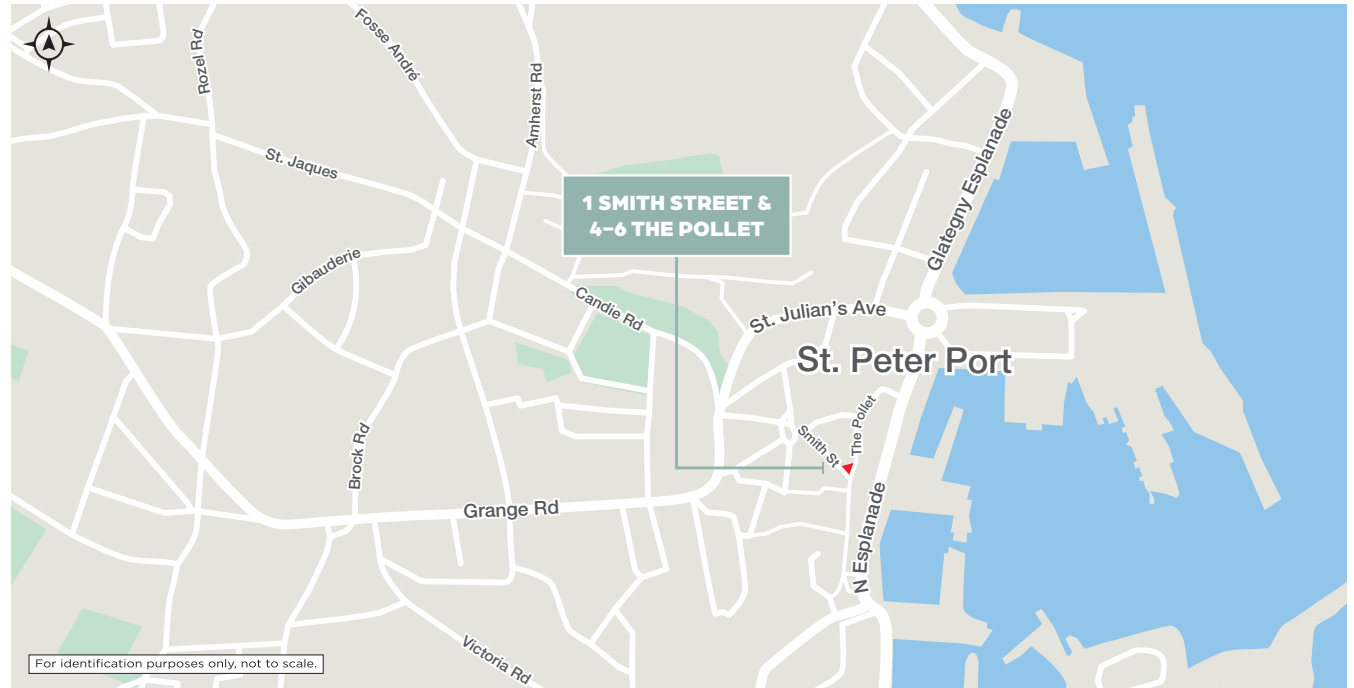 Rozel Rd
Fosse André
Amherst Rd
St. Jaques
Glategny Esplanade
1 SMITH STREET &
4–6 THE POLLET
Gibauderie
Candie Rd
St. Julian's Ave
St. Peter Port
The Pollet
Smith St
Brock Rd
Grange Rd
N Esplanade
Victoria Rd
For identification purposes only, not to scale.